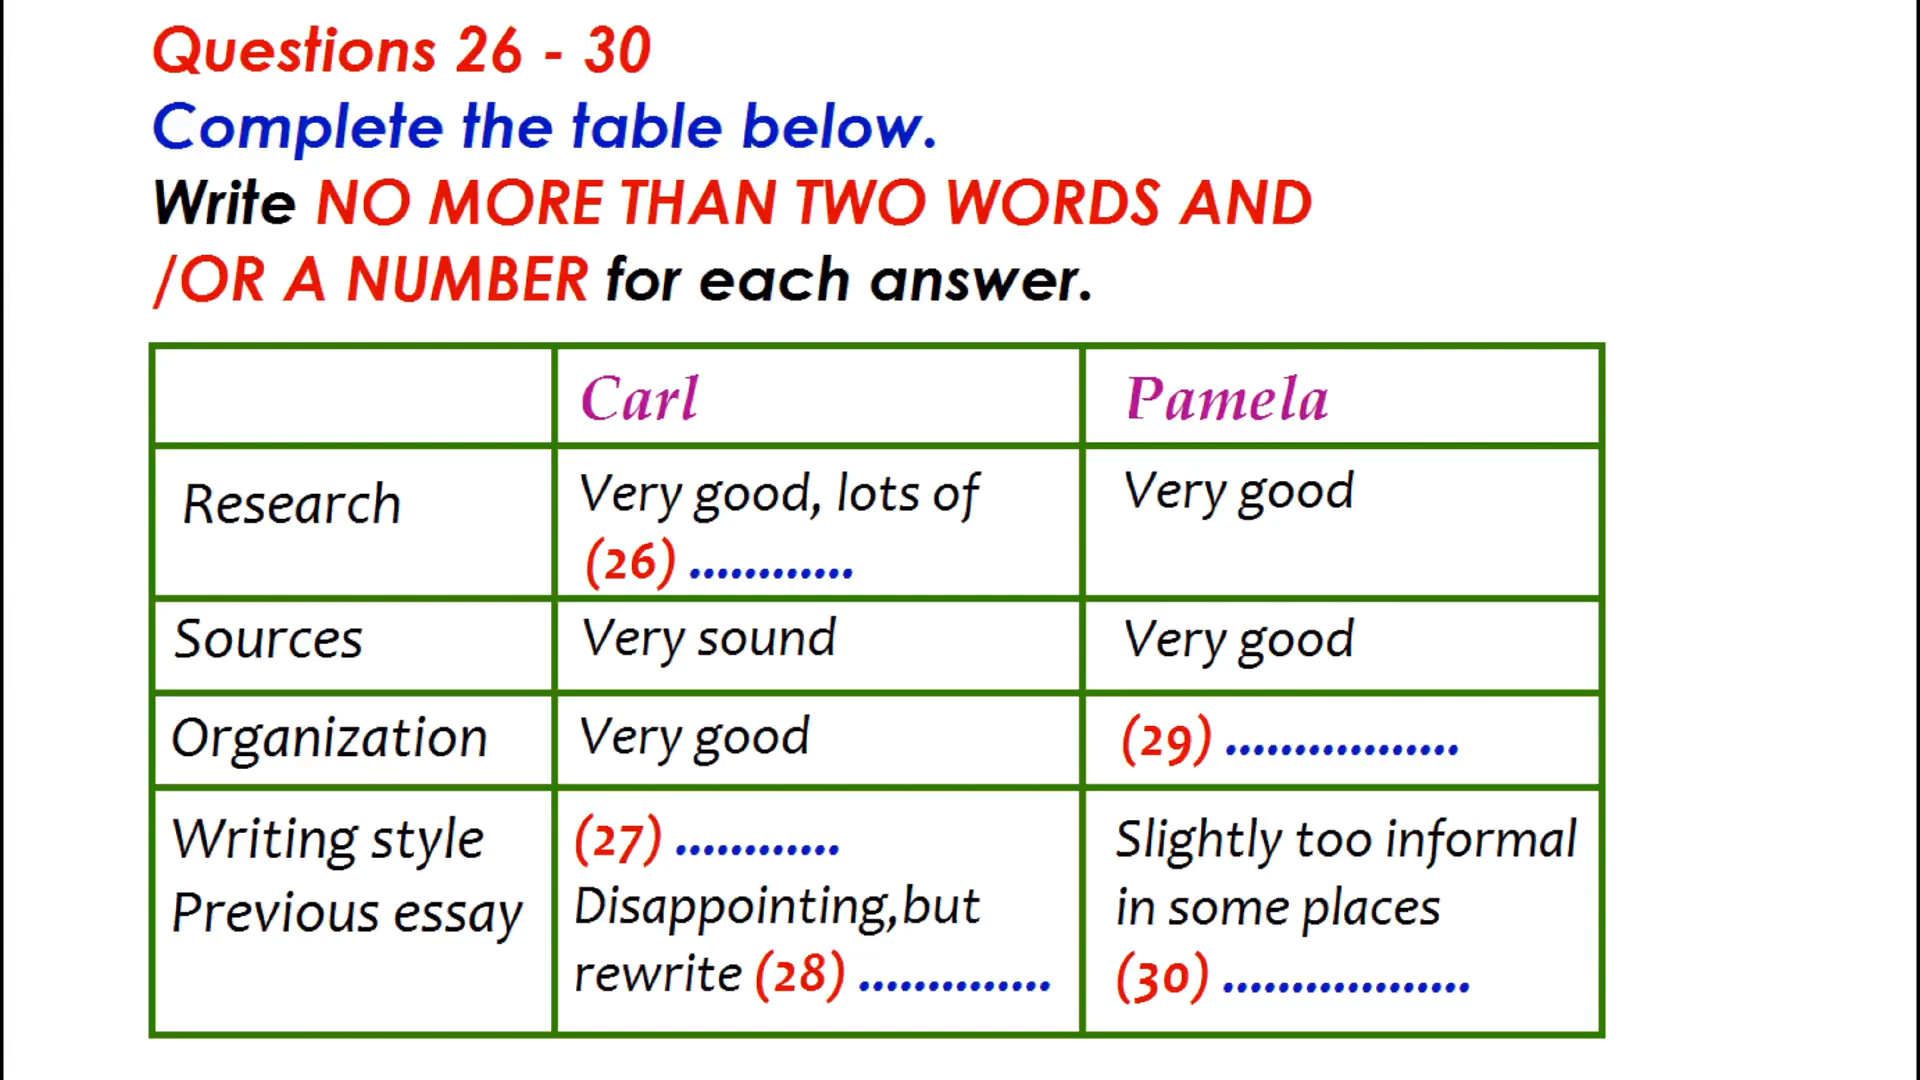 Questions 26 - 30
Complete the table below.
Write NO MORE THAN TWO WORDS AND
/OR A NUMBER for each answer.
Carl
Pamela
Research
Very good, lots of
(26) ............
Very good
Sources
Very sound
Very good
Organization
Very good
(29) .................
Writing style
Previous essay
(27) ............
Disappointing,but
rewrite (28) ..............
Slightly too informal
in some places
(30) ..................